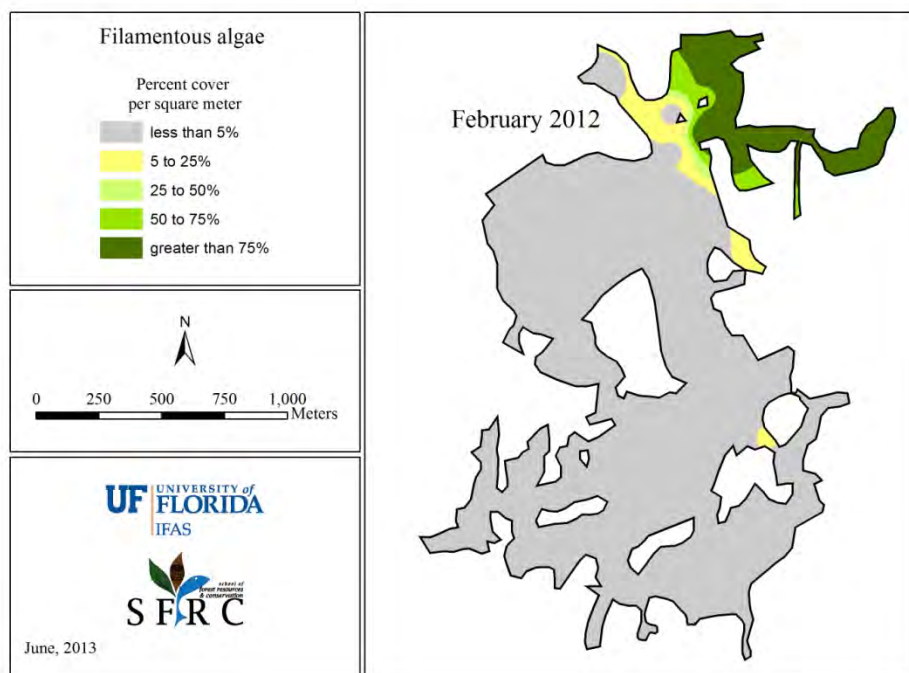 Filamentous algae
Percent cover
per square meter
less than 5%
5 to 25%
25 to 50%
50 to 75%
greater than 75%
N
0 250 500 750 1,000
Meters
UF UNIVERSITY of
FLORIDA
IFAS
school of
forest resources
& conservation
SFRC
June, 2013
February 2012